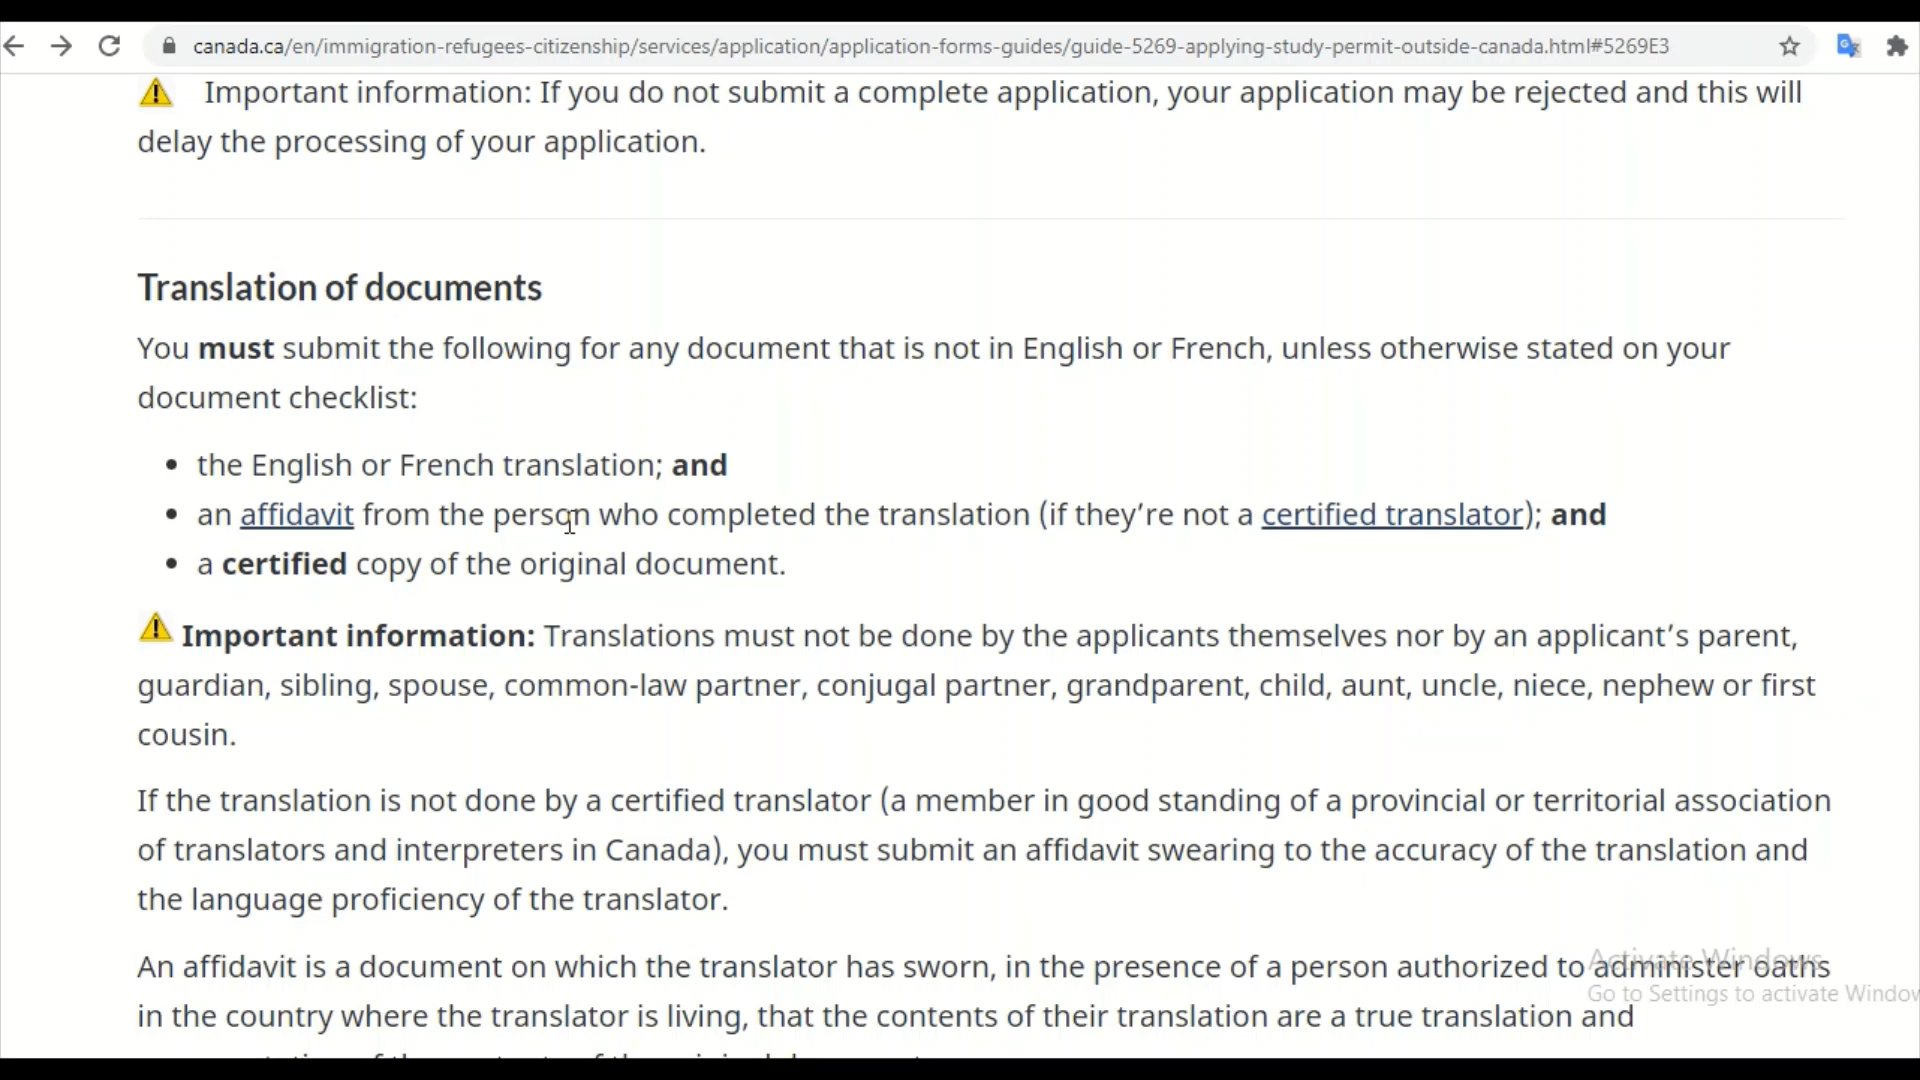 canada.ca/en/immigration-refugees-citizenship/services/application/application-forms-guides/guide-5269-applying-study-permit-outside-canada.html#5269E3
Important information: If you do not submit a complete application, your application may be rejected and this will
delay the processing of your application.
Translation of documents
You must submit the following for any document that is not in English or French, unless otherwise stated on your
document checklist:
• the English or French translation; and
• an affidavit from the person who completed the translation (if they’re not a certified translator); and
• a certified copy of the original document.
Important information: Translations must not be done by the applicants themselves nor by an applicant’s parent,
guardian, sibling, spouse, common-law partner, conjugal partner, grandparent, child, aunt, uncle, niece, nephew or first
cousin.
If the translation is not done by a certified translator (a member in good standing of a provincial or territorial association
of translators and interpreters in Canada), you must submit an affidavit swearing to the accuracy of the translation and
the language proficiency of the translator.
An affidavit is a document on which the translator has sworn, in the presence of a person authorized to administer oaths
in the country where the translator is living, that the contents of their translation are a true translation and
Activate Windows
Go to Settings to activate Window